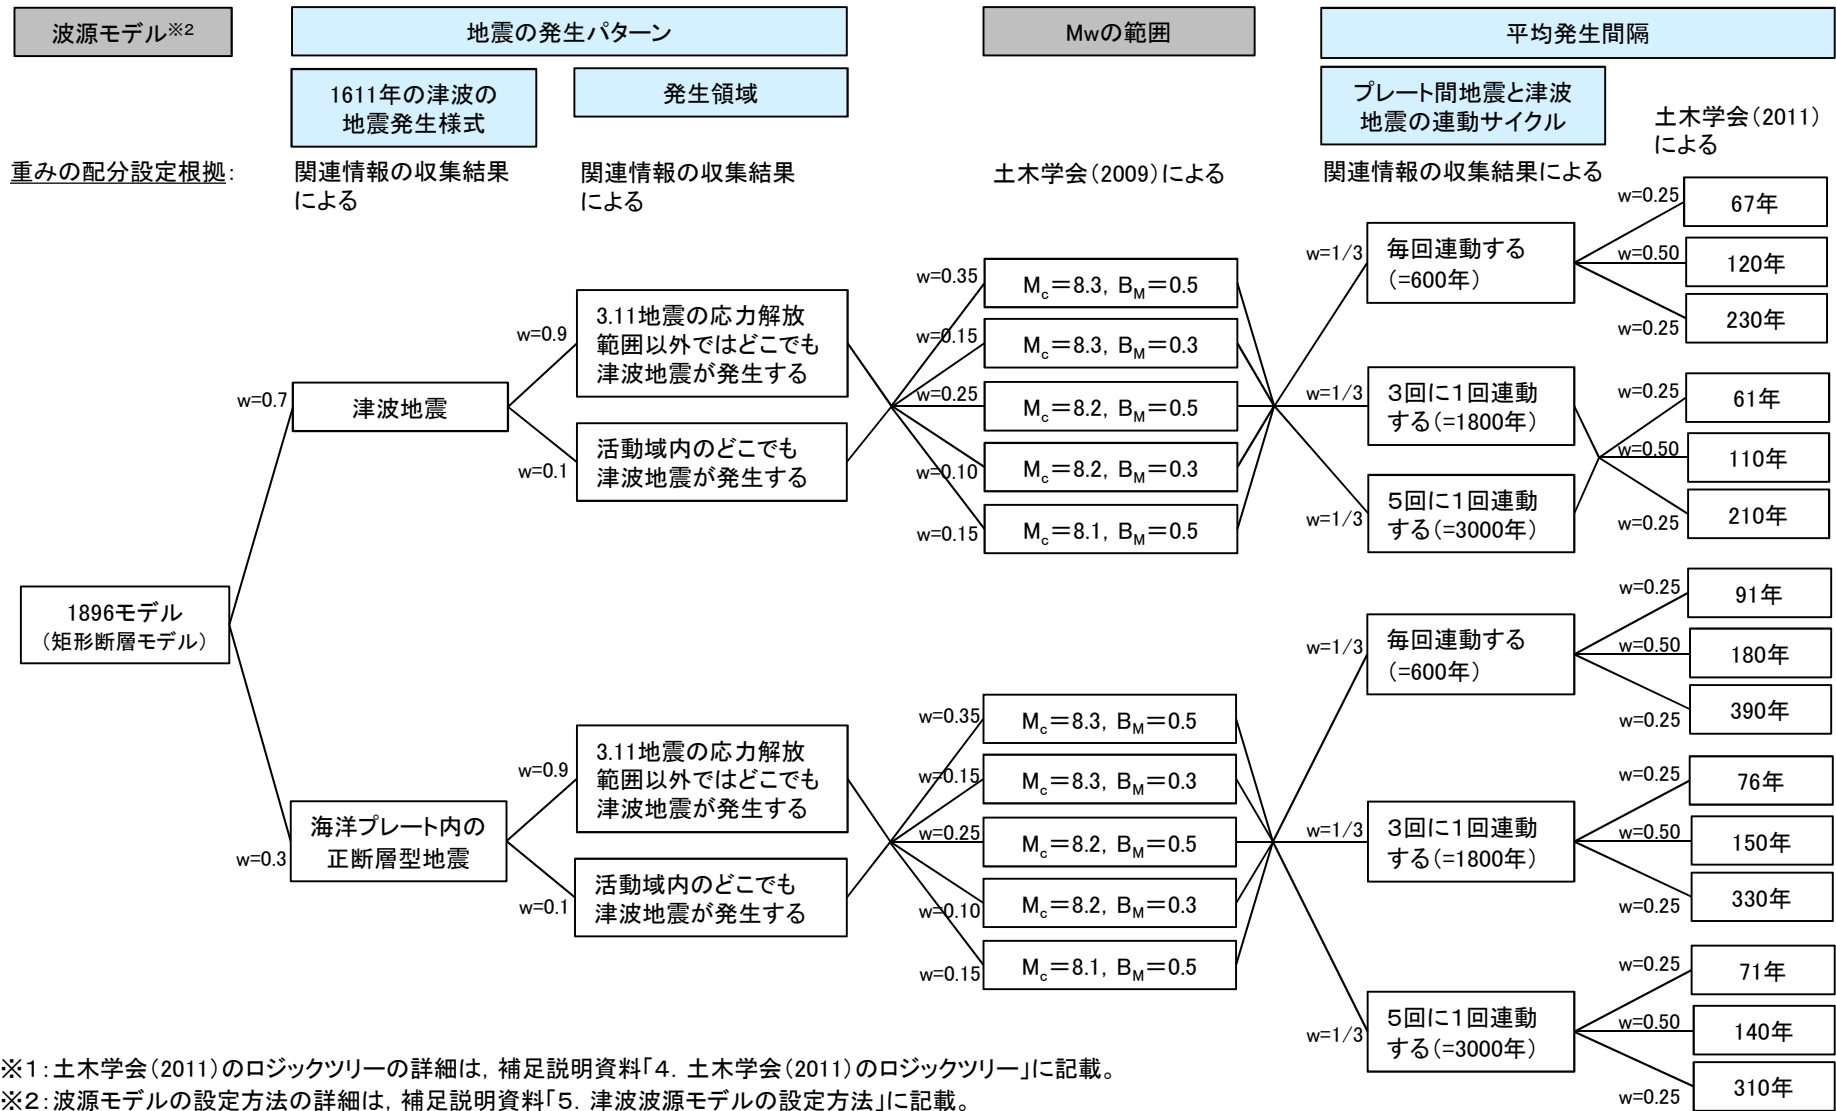 波源モデル※2
地震の発生パターン
Mwの範囲
平均発生間隔
1611年の津波の
地震発生様式
発生領域
プレート間地震と津波
地震の連動サイクル
土木学会(2011)
による
重みの配分設定根拠:
関連情報の収集結果
による
関連情報の収集結果
による
土木学会(2009)による
関連情報の収集結果による
1896モデル
(矩形断層モデル)
w=0.7
津波地震
w=0.9
3.11地震の応力解放
範囲以外ではどこでも
津波地震が発生する
w=0.1
活動域内のどこでも
津波地震が発生する
w=0.35
Mc=8.3, BM=0.5
w=0.15
Mc=8.3, BM=0.3
w=0.25
Mc=8.2, BM=0.5
w=0.10
Mc=8.2, BM=0.3
w=0.15
Mc=8.1, BM=0.5
w=1/3
毎回連動する
(=600年)
w=0.25
67年
w=0.50
120年
w=0.25
230年
w=1/3
3回に1回連動
する(=1800年)
w=1/3
5回に1回連動
する(=3000年)
w=0.25
61年
w=0.50
110年
w=0.25
210年
w=0.3
海洋プレート内の
正断層型地震
w=0.9
3.11地震の応力解放
範囲以外ではどこでも
津波地震が発生する
w=0.1
活動域内のどこでも
津波地震が発生する
w=0.35
Mc=8.3, BM=0.5
w=0.15
Mc=8.3, BM=0.3
w=0.25
Mc=8.2, BM=0.5
w=0.10
Mc=8.2, BM=0.3
w=0.15
Mc=8.1, BM=0.5
w=1/3
毎回連動する
(=600年)
w=0.25
91年
w=0.50
180年
w=0.25
390年
w=1/3
3回に1回連動
する(=1800年)
w=0.25
76年
w=0.50
150年
w=0.25
330年
w=1/3
5回に1回連動
する(=3000年)
w=0.25
71年
w=0.50
140年
w=0.25
310年
※1:土木学会(2011)のロジックツリーの詳細は, 補足説明資料「4. 土木学会(2011)のロジックツリー」に記載。
※2:波源モデルの設定方法の詳細は, 補足説明資料「5. 津波波源モデルの設定方法」に記載。